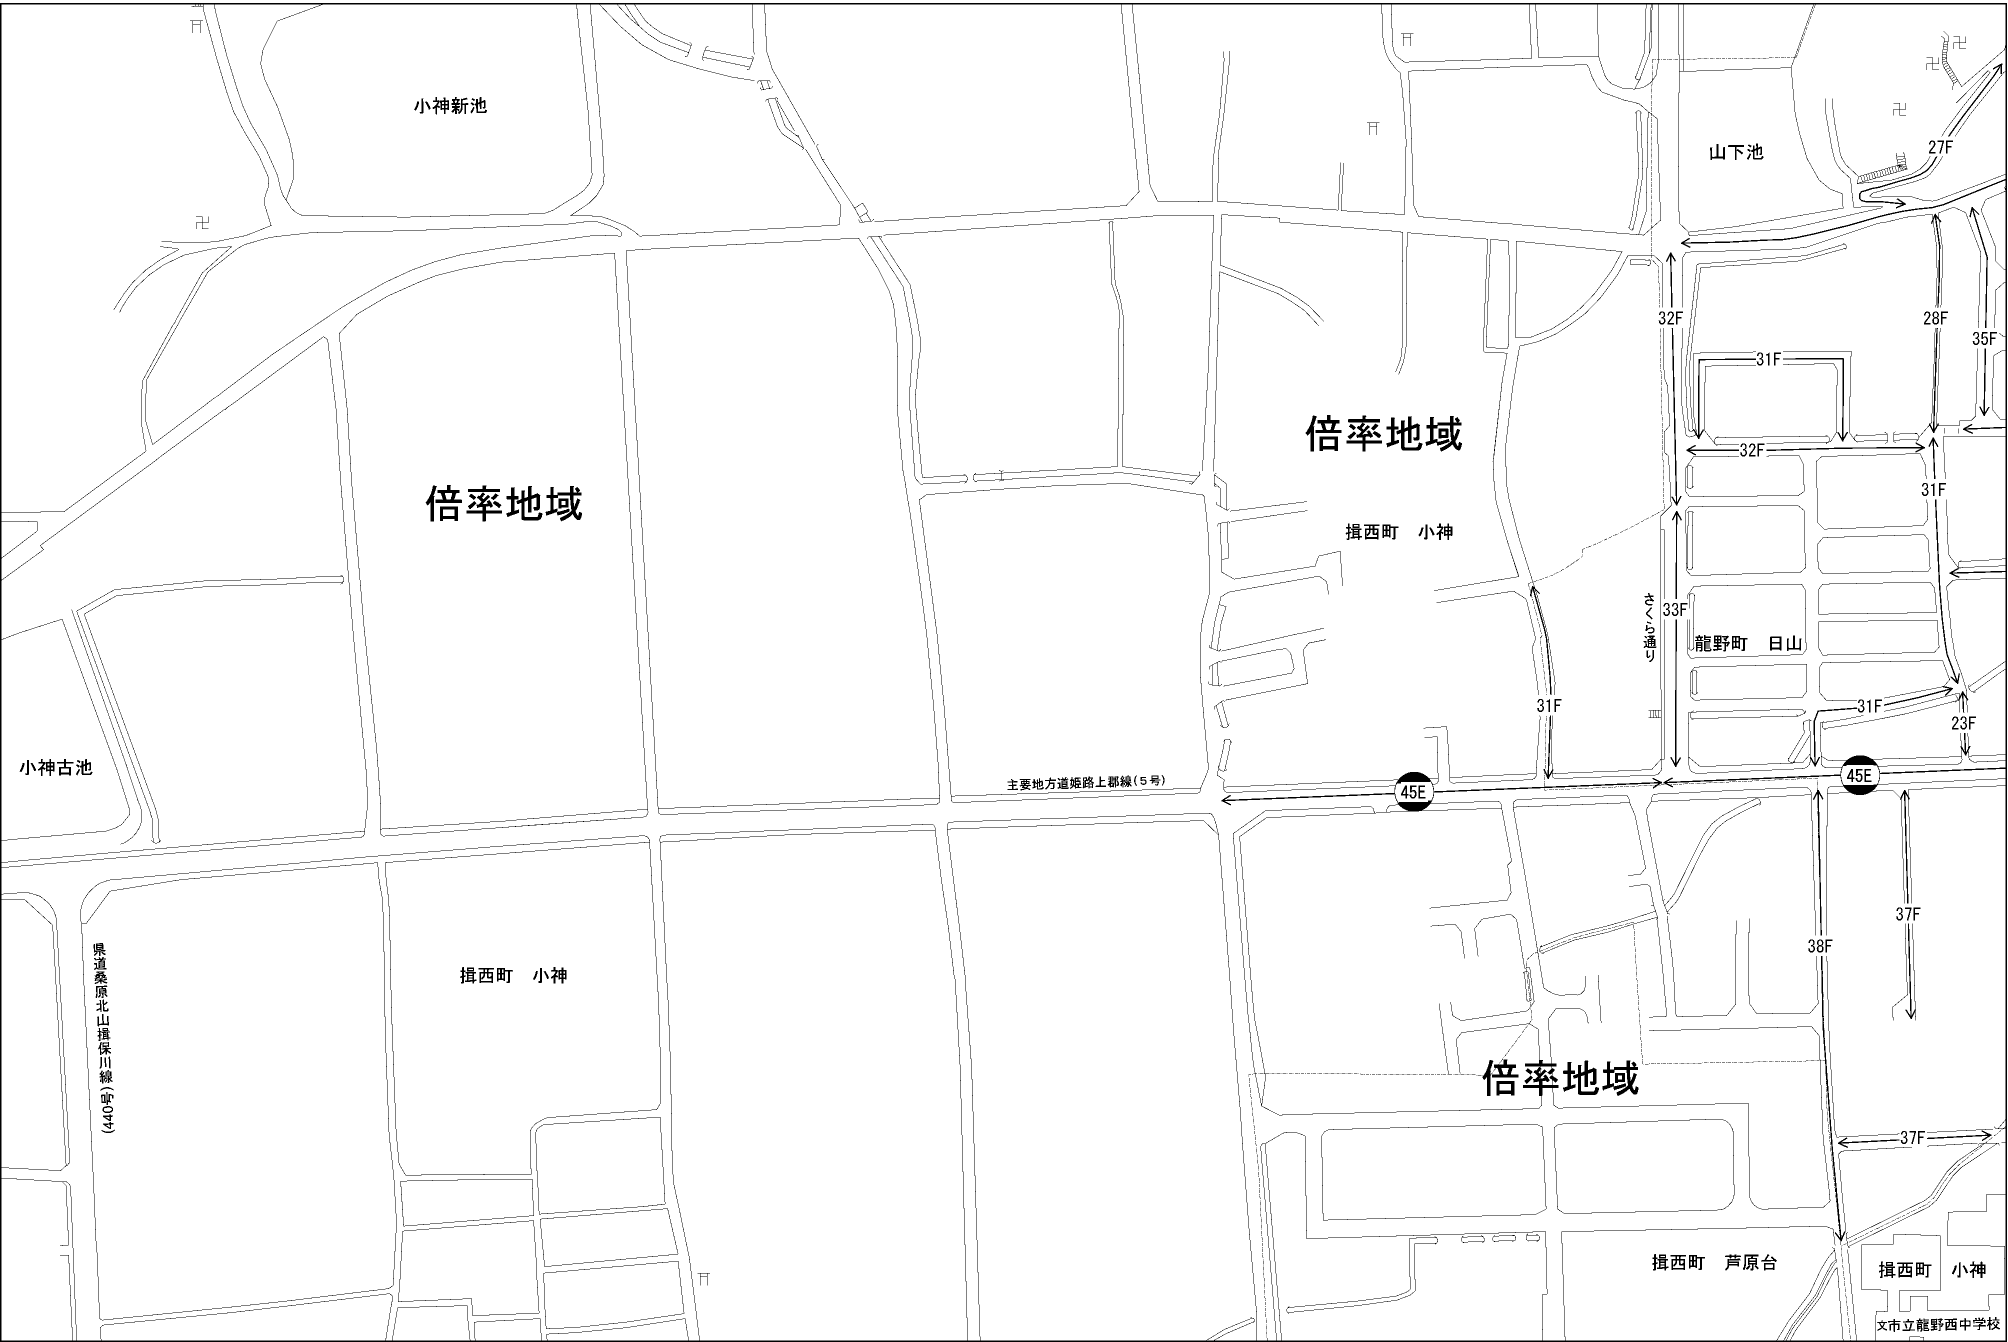 小神新池
山下池
27F
32F
28F
35F
31F
倍率地域
32F
倍率地域
31F
揖西町　小神
さくら通り
33F
龍野町　日山
31F
31F
23F
小神古池
主要地方道姫路上郡線(5号)
45E
45E
37F
38F
県道桑原北山揖保川線(440号)
揖西町　小神
倍率地域
37F
揖西町　芦原台
揖西町　小神
文市立龍野西中学校